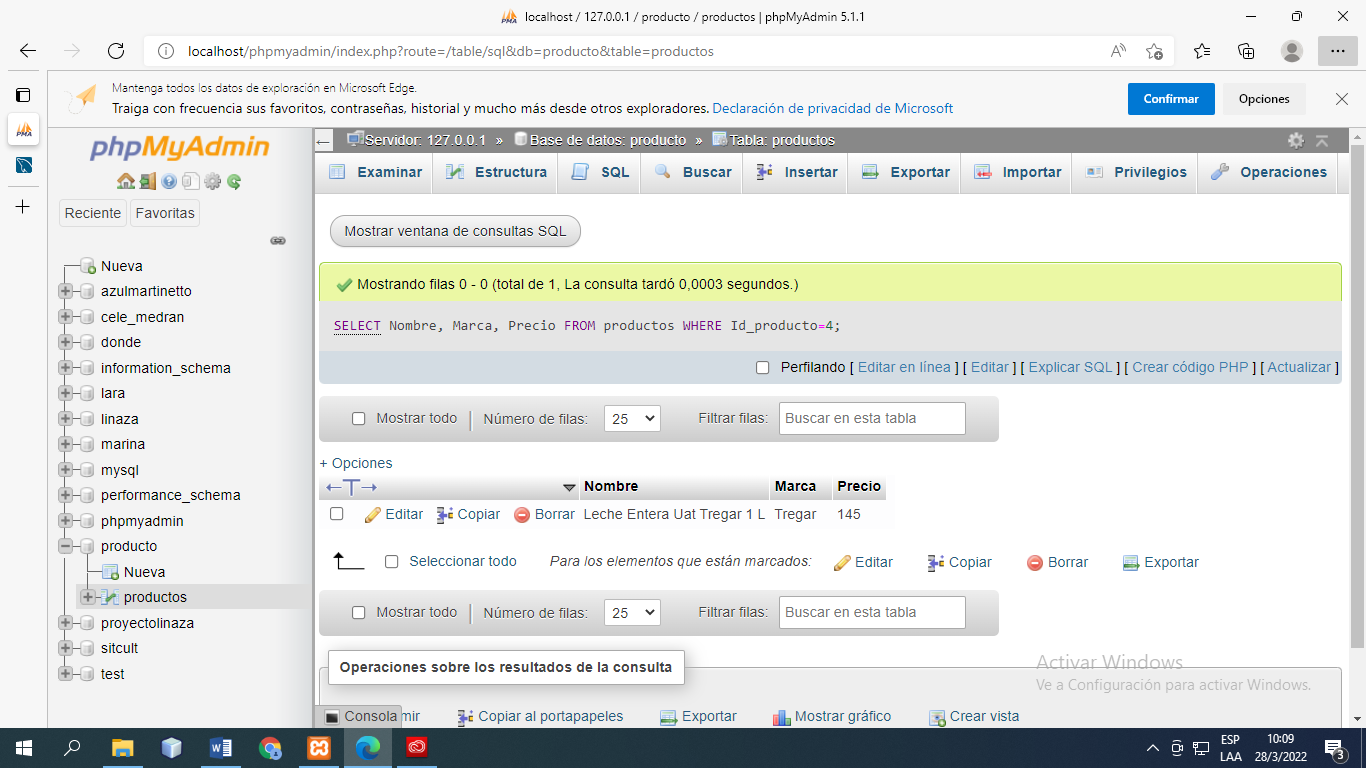 localhost / 127.0.0.1 / producto / productos | phpMyAdmin 5.1.1
localhost/phpmyadmin/index.php?route=/table/sql&db=producto&table=productos
Mantenga todos los datos de exploración en Microsoft Edge.
Traiga con frecuencia sus favoritos, contraseñas, historial y mucho más desde otros exploradores. Declaración de privacidad de Microsoft
Confirmar
Opciones
phpMyAdmin
Reciente Favoritas
Nueva
azulmartinetto
cele_medran
donde
information_schema
lara
linaza
marina
mysql
performance_schema
phpmyadmin
producto
Nueva
productos
proyectolinaza
sitcult
test
Servidor: 127.0.0.1 » Base de datos: producto » Tabla: productos
Examinar Estructura SQL Buscar Insertar Exportar Importar Privilegios Operaciones
Mostrar ventana de consultas SQL
Mostrando filas 0 - 0 (total de 1, La consulta tardó 0,0003 segundos.)
SELECT Nombre, Marca, Precio FROM productos WHERE Id_producto=4;
Perfilando [ Editar en línea ] [ Editar ] [ Explicar SQL ] [ Crear código PHP ] [ Actualizar ]
Mostrar todo | Número de filas: 25 Filtrar filas: Buscar en esta tabla
+ Opciones
←T→ Nombre Marca Precio
Editar Copiar Borrar Leche Entera Uat Tregar 1 L Tregar 145
Seleccionar todo Para los elementos que están marcados: Editar Copiar Borrar Exportar
Mostrar todo | Número de filas: 25 Filtrar filas: Buscar en esta tabla
Operaciones sobre los resultados de la consulta
Consola mir Copiar al portapapeles Exportar Mostrar gráfico Crear vista
Activar Windows
Ve a Configuración para activar Windows.
ESP
LAA
10:09
28/3/2022
3